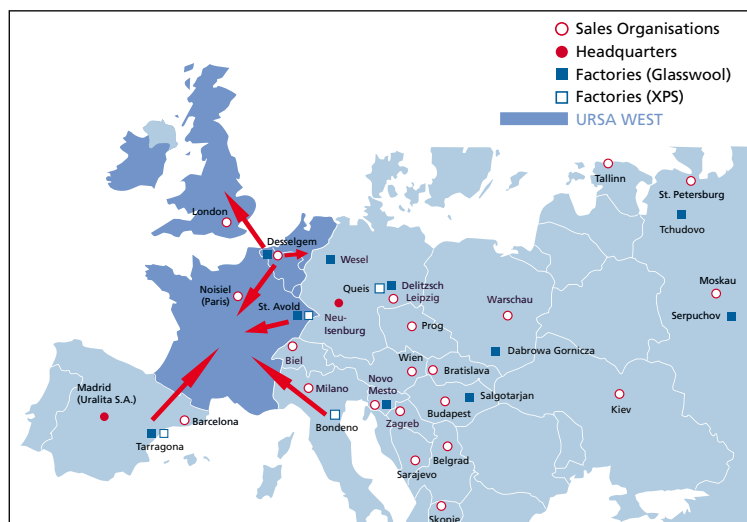 Sales Organisations
Headquarters
Factories (Glasswool)
Factories (XPS)
URSA WEST
Tallinn
St. Petersburg
Tchudovo
London
Desselgem
Wesel
Queis
Delitzsch
Leipzig
Moskau
Noisiel
(Paris)
St. Avold
Neu-
Isenburg
Warschau
Serpuchov
Prog
Biel
Wien
Bratislava
Dabrowa Gornicza
Madrid
(Uralita S.A.)
Milano
Novo
Mesto
Budapest
Salgotarjan
Kiev
Barcelona
Tarragona
Bondeno
Zagreb
Belgrad
Sarajevo
Skopje